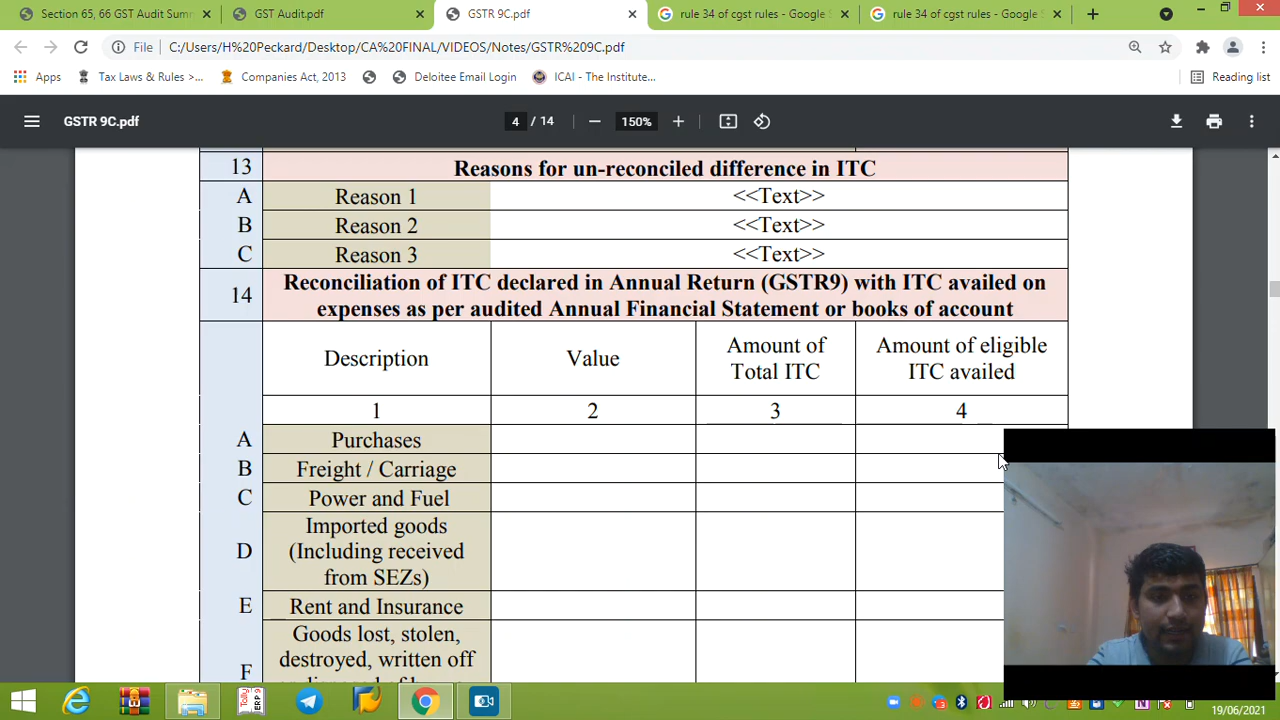 Section 65, 66 GST Audit Summ
GST Audit.pdf
GSTR 9C.pdf
rule 34 of cgst rules - Google S
rule 34 of cgst rules - Google S
File
C:/Users/H%20Peckard/Desktop/CA%20FINAL/VIDEOS/Notes/GSTR%209C.pdf
Apps
Tax Laws & Rules >...
Companies Act, 2013
Deloitee Email Login
ICAI - The Institute...
Reading list
GSTR 9C.pdf
4 / 14
150%
13 Reasons for un-reconciled difference in ITC
A Reason 1 <<Text>>
B Reason 2 <<Text>>
C Reason 3 <<Text>>
14 Reconciliation of ITC declared in Annual Return (GSTR9) with ITC availed on
expenses as per audited Annual Financial Statement or books of account
Description Value Amount of Total ITC Amount of eligible ITC availed
1 2 3 4
A Purchases
B Freight / Carriage
C Power and Fuel
D Imported goods
(Including received
from SEZs)
E Rent and Insurance
F Goods lost, stolen,
destroyed, written off
Tally
ERP 9
19/06/2021